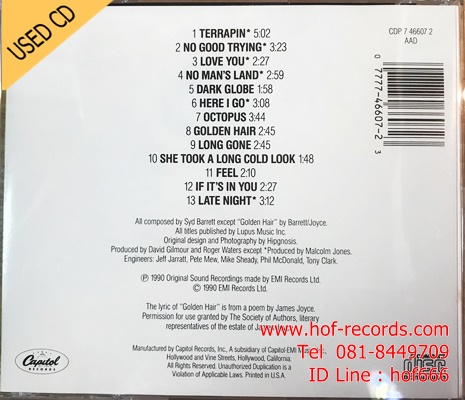 USED CD
1 TERRAPIN* 5:02
2 NO GOOD TRYING* 3:23
3 LOVE YOU* 2:27
4 NO MAN'S LAND* 2:59
5 DARK GLOBE 1:58
6 HERE I GO* 3:08
7 OCTOPUS 3:44
8 GOLDEN HAIR 2:45
9 LONG GONE 2:45
10 SHE TOOK A LONG COLD LOOK 1:48
11 FEEL 2:10
12 IF IT'S IN YOU 2:27
13 LATE NIGHT* 3:12
CDP 7 46607 2
AAD
0 7777-46607-2 3
All composed by Syd Barrett except "Golden Hair" by Barrett/Joyce.
All titles published by Lupus Music Inc.
Original design and Photography by Hipgnosis.
Produced by David Gilmour and Roger Waters except *Produced by Malcolm Jones.
Engineers: Jeff Jarratt, Pete Mew, Mike Sheady, Phil McDonald, Tony Clark.
℗ 1990 Original Sound Recordings made by EMI Records Ltd.
© 1990 EMI Records Ltd.
The lyric of "Golden Hair" is from a poem by James Joyce.
Permission for use granted by The Society of Authors, literary
representatives of the estate of
www.hof-records.com
Tel 081-8449709
ID Line : hof666
Capitol
RECORDS
Manufactured by Capitol Records, Inc., A subsidiary of Capitol-EMI
Hollywood and Vine Streets, Hollywood, California.
All Rights Reserved. Unauthorized Duplication is a
Violation of Applicable Laws. Printed in U.S.A.